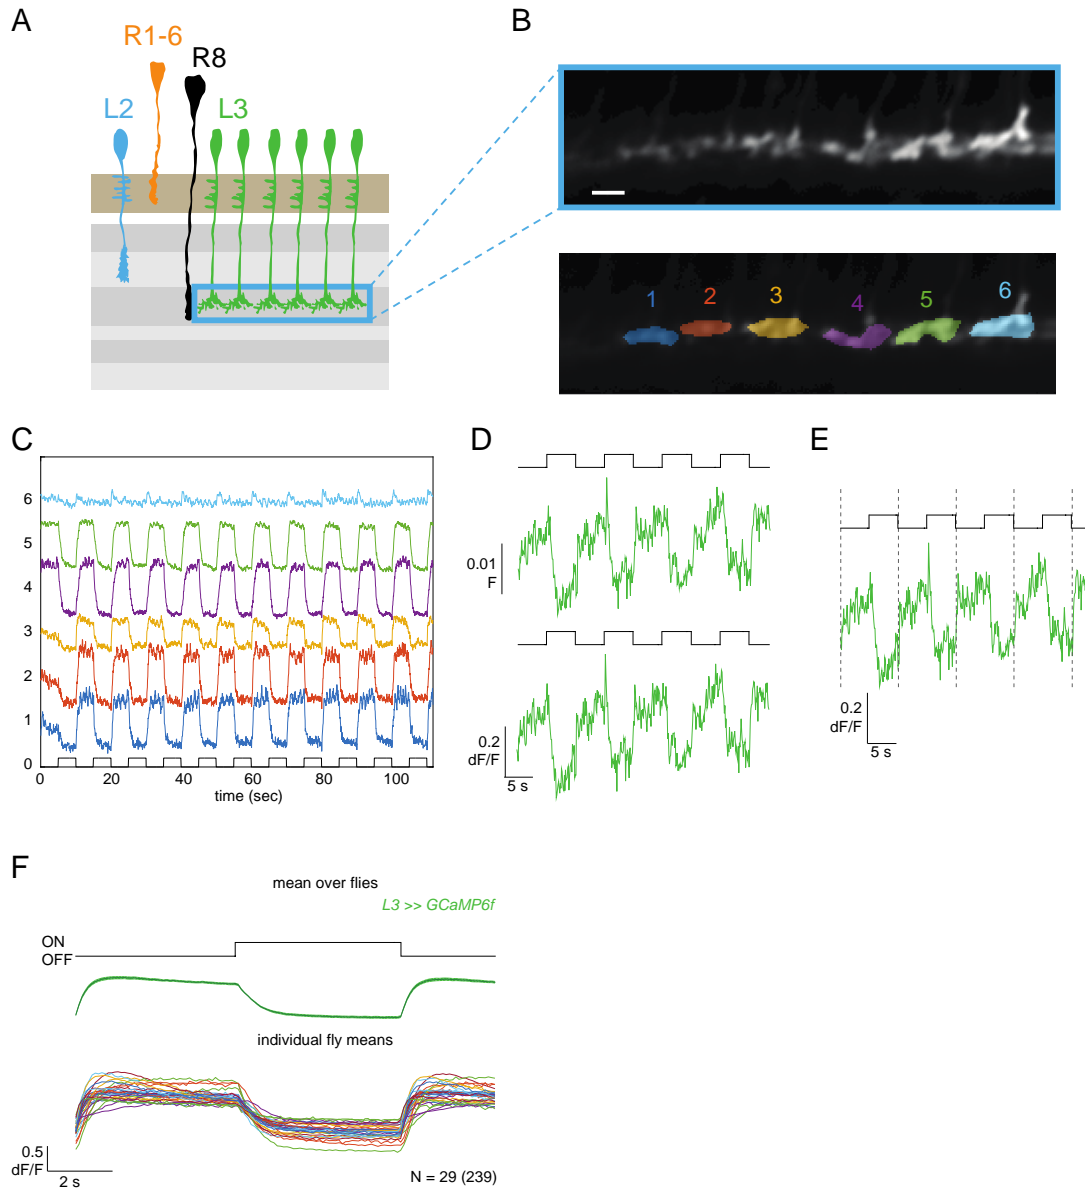 A
R1-6
R8
L2
L3
B
1
2
3
4
5
6
C
6
5
4
3
2
1
0
0 20 40 60 80 100
time (sec)
D
0.01
F
0.2
dF/F
5 s
E
0.2
dF/F
5 s
F
mean over flies
L3 >> GCaMP6f
ON
OFF
individual fly means
0.5
dF/F
2 s
N = 29 (239)